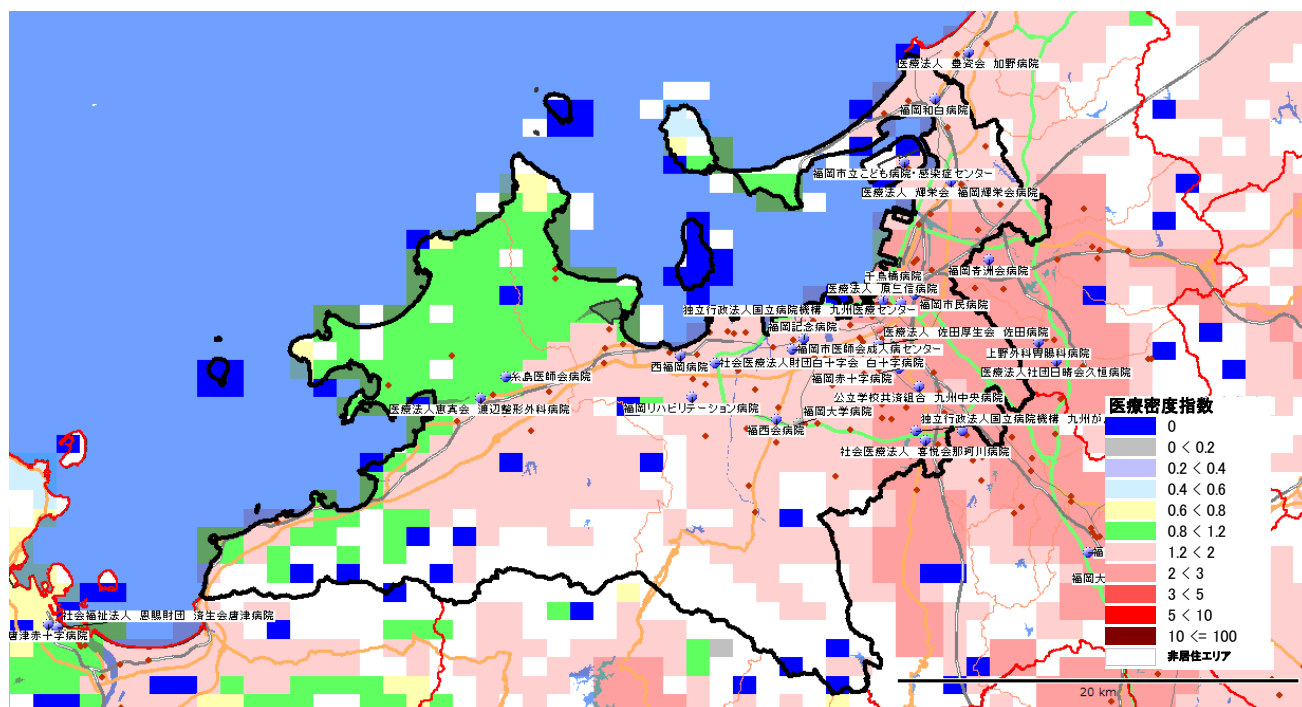 医療法人 豊資会 加野病院
福岡和白病院
福岡市立こども病院・感染症センター
医療法人 輝栄会 福岡輝栄会病院
福岡青洲会病院
千鳥橋病院
医療法人 原三信病院
福岡市民病院
独立行政法人国立病院機構 九州医療センター
福岡記念病院
医療法人 佐田厚生会 佐田病院
福岡市医師会成人病センター
上野外科胃腸科病院
西福岡病院
社会医療法人財団白十字会 白十字病院
医療法人社団日晴会久恒病院
糸島医師会病院
福岡赤十字病院
公立学校共済組合 九州中央病院
医療法人恵真会 渡辺整形外科病院
福岡リハビリテーション病院
福岡大学病院
福西会病院
独立行政法人国立病院機構 九州が
社会医療法人 喜悦会那珂川病院
医療密度指数
0
0 < 0.2
0.2 < 0.4
0.4 < 0.6
0.6 < 0.8
0.8 < 1.2
1.2 < 2
2 < 3
3 < 5
5 < 10
10 <= 100
非居住エリア
福
福岡大
社会福祉法人 恩賜財団 済生会唐津病院
唐津赤十字病院
20 km